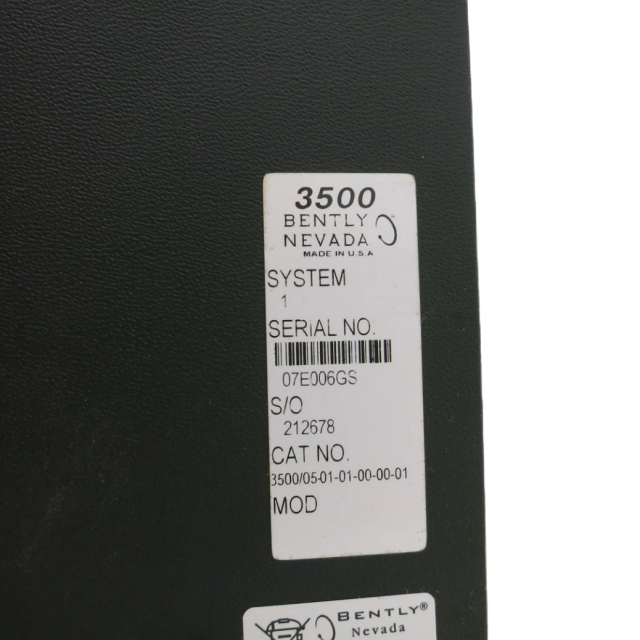 3500
BENTLY
NEVADA
MADE IN U.S.A
SYSTEM
1
SERIAL NO.
07E006GS
S/O
212678
CAT NO.
3500/05-01-01-00-00-01
MOD
BENTLY®
Nevada